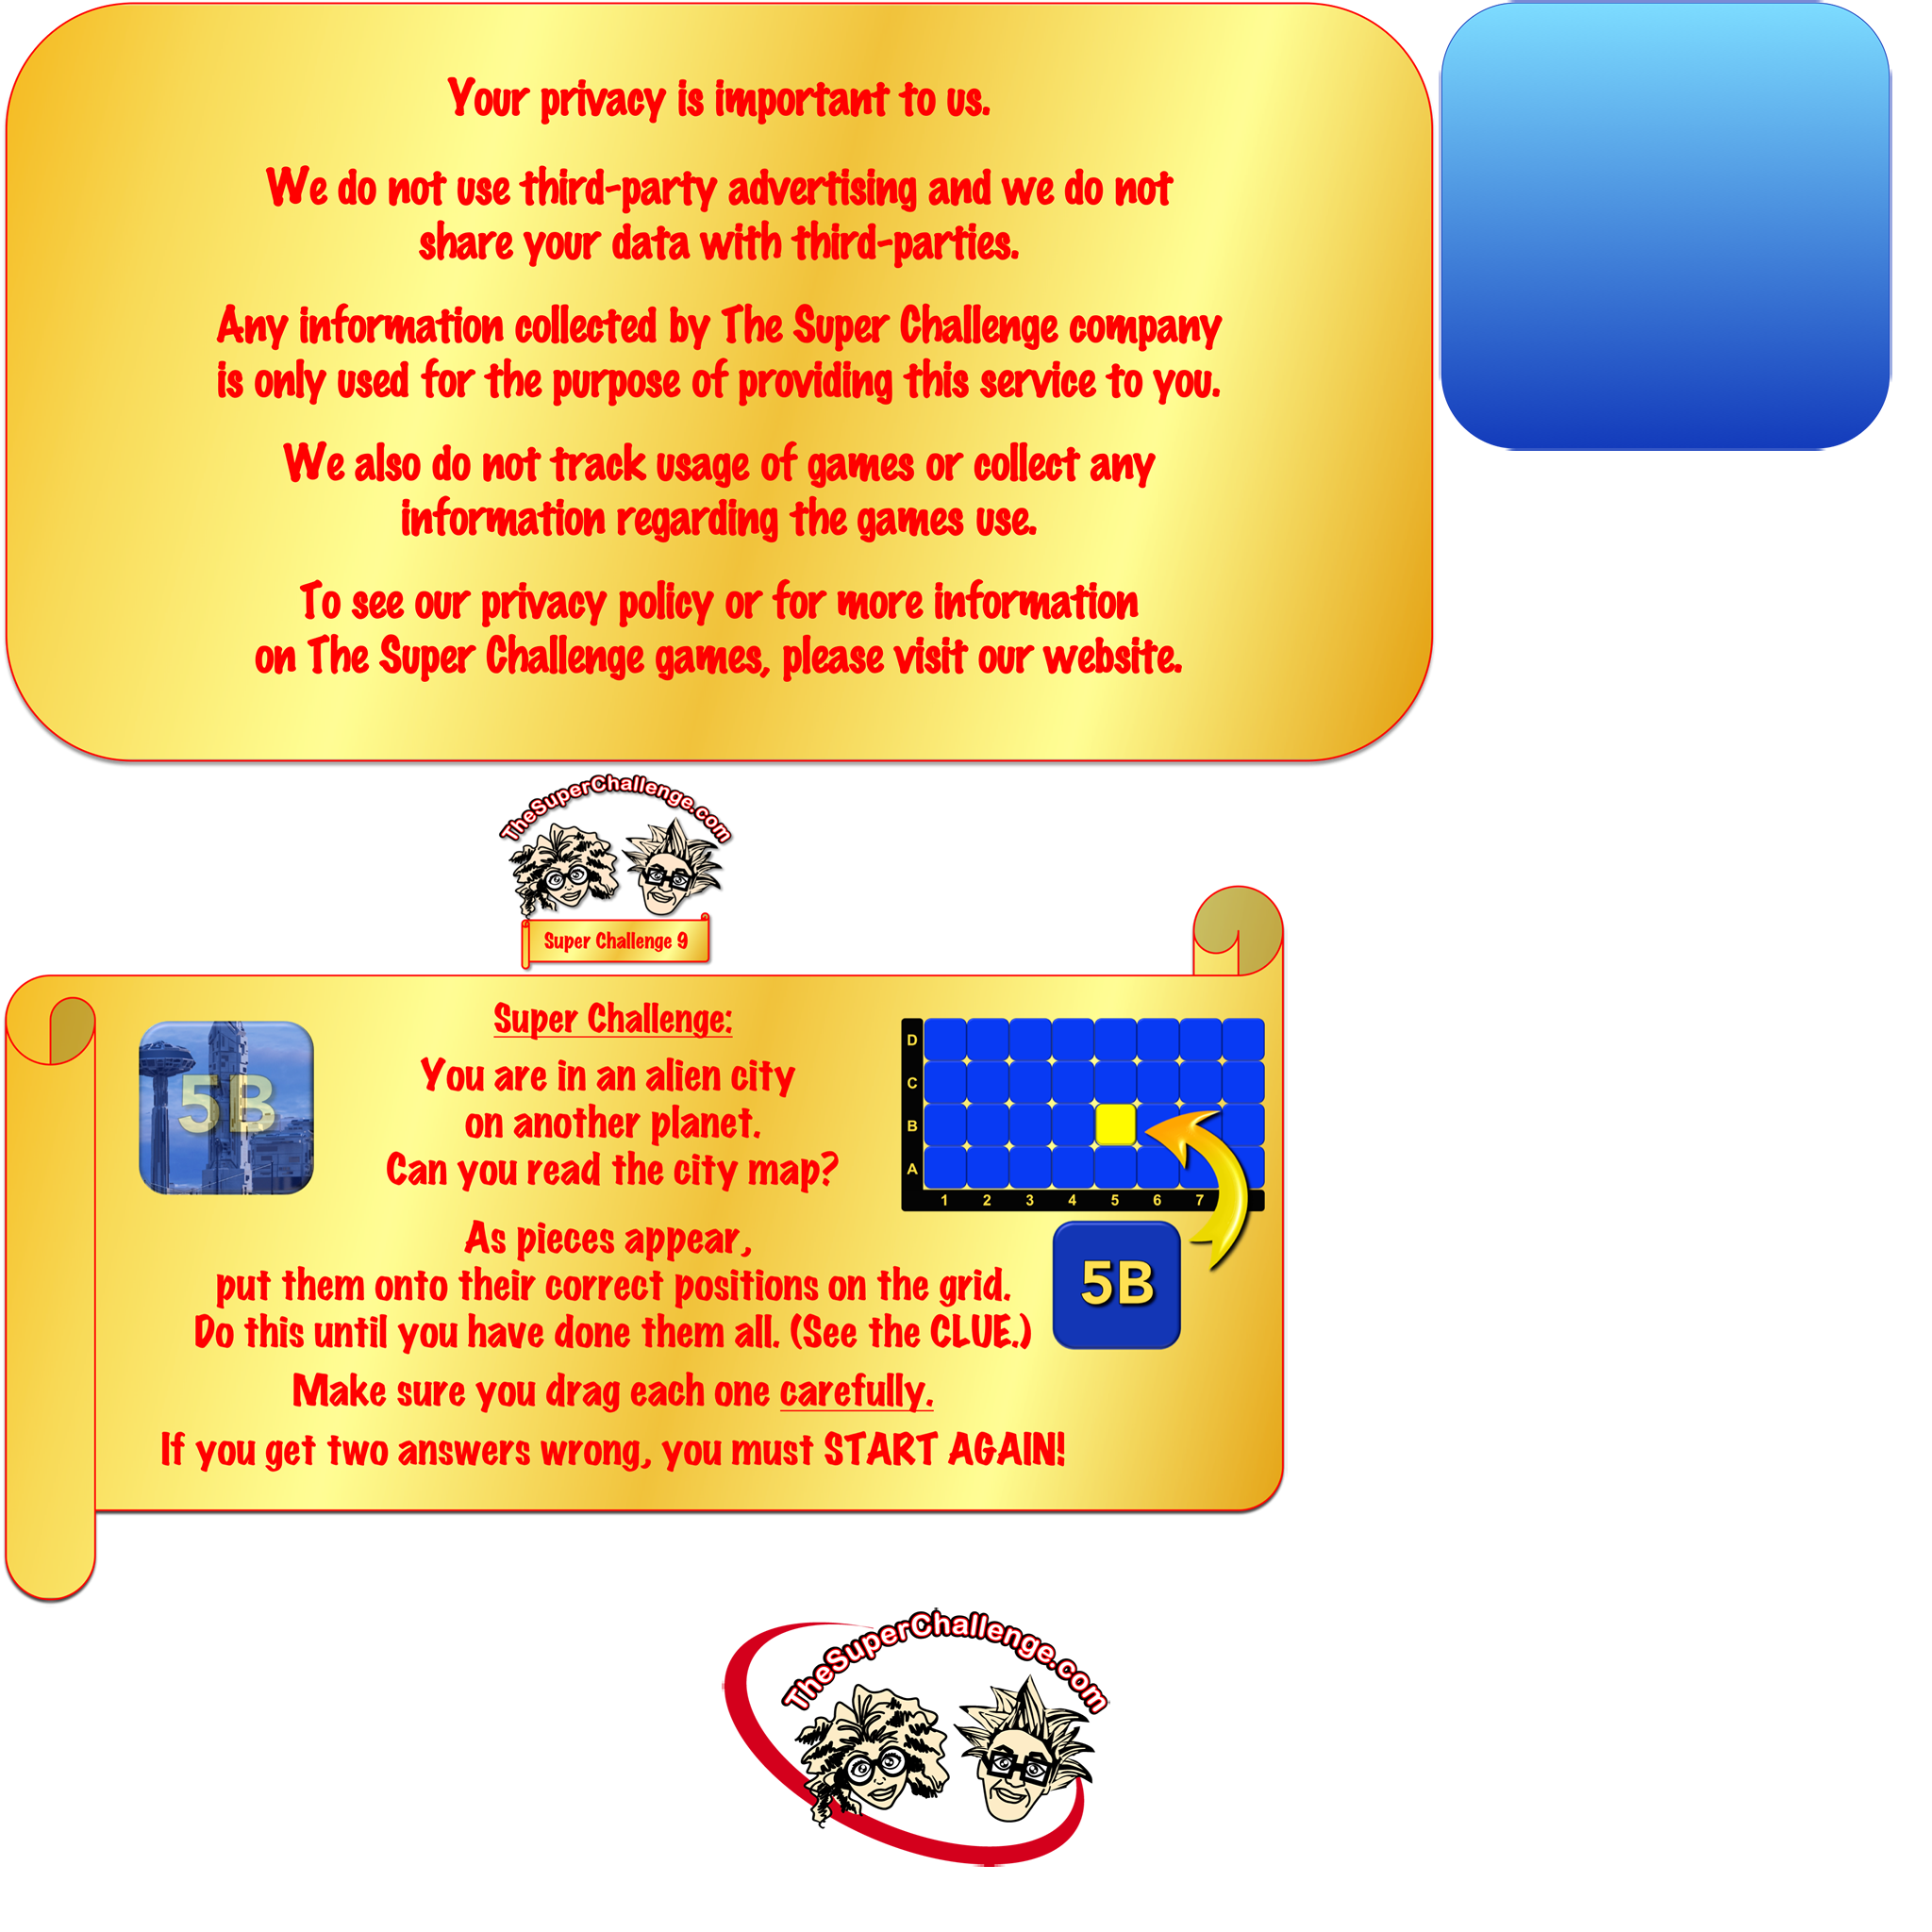 Your privacy is important to us.
We do not use third-party advertising and we do not
share your data with third-parties.
Any information collected by The Super Challenge company
is only used for the purpose of providing this service to you.
We also do not track usage of games or collect any
information regarding the games use.
To see our privacy policy or for more information
on The Super Challenge games, please visit our website.
TheSuperChallenge.com
Super Challenge 9
Super Challenge:
5B
You are in an alien city
on another planet.
Can you read the city map?
D
C
B
A
1 2 3 4 5 6 7
As pieces appear,
put them onto their correct positions on the grid.
Do this until you have done them all. (See the CLUE.)
5B
Make sure you drag each one carefully.
If you get two answers wrong, you must START AGAIN!
TheSuperChallenge.com